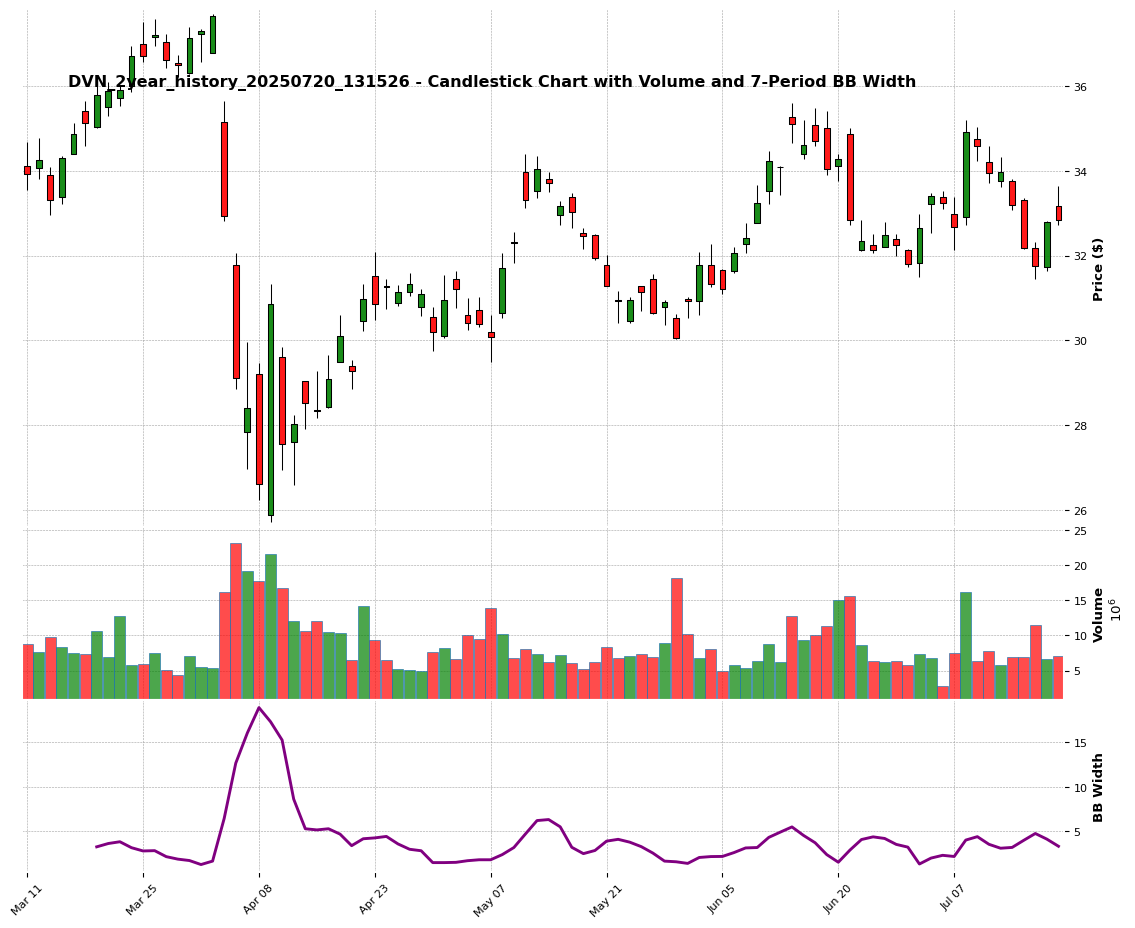 DVN_2year_history_20250720_131526 - Candlestick Chart with Volume and 7-Period BB Width
36
34
32
30
28
26
Price ($)
25
20
15
10
5
Volume
10^6
15
10
5
BB Width
Mar 11
Mar 25
Apr 08
Apr 23
May 07
May 21
Jun 05
Jun 20
Jul 07